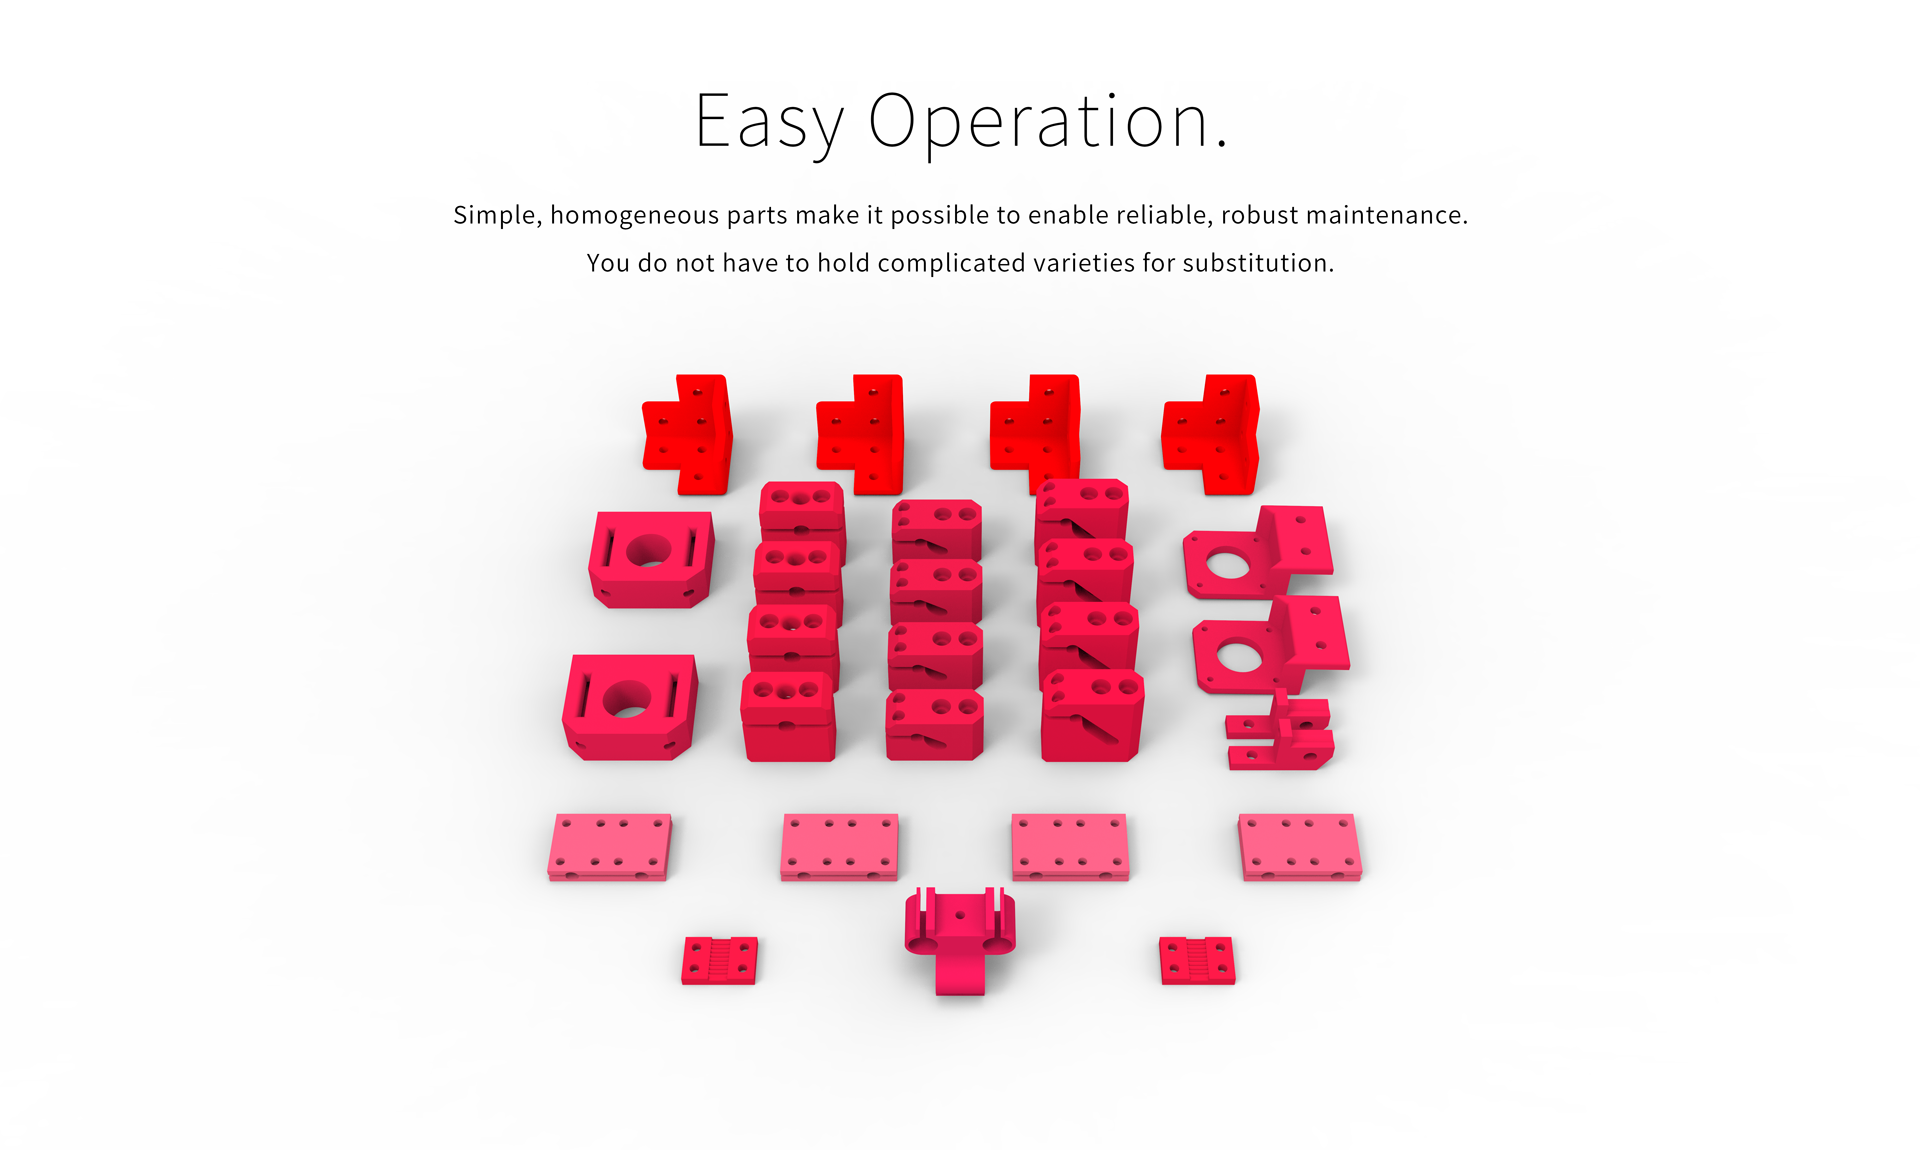 Easy Operation.
Simple, homogeneous parts make it possible to enable reliable, robust maintenance.
You do not have to hold complicated varieties for substitution.